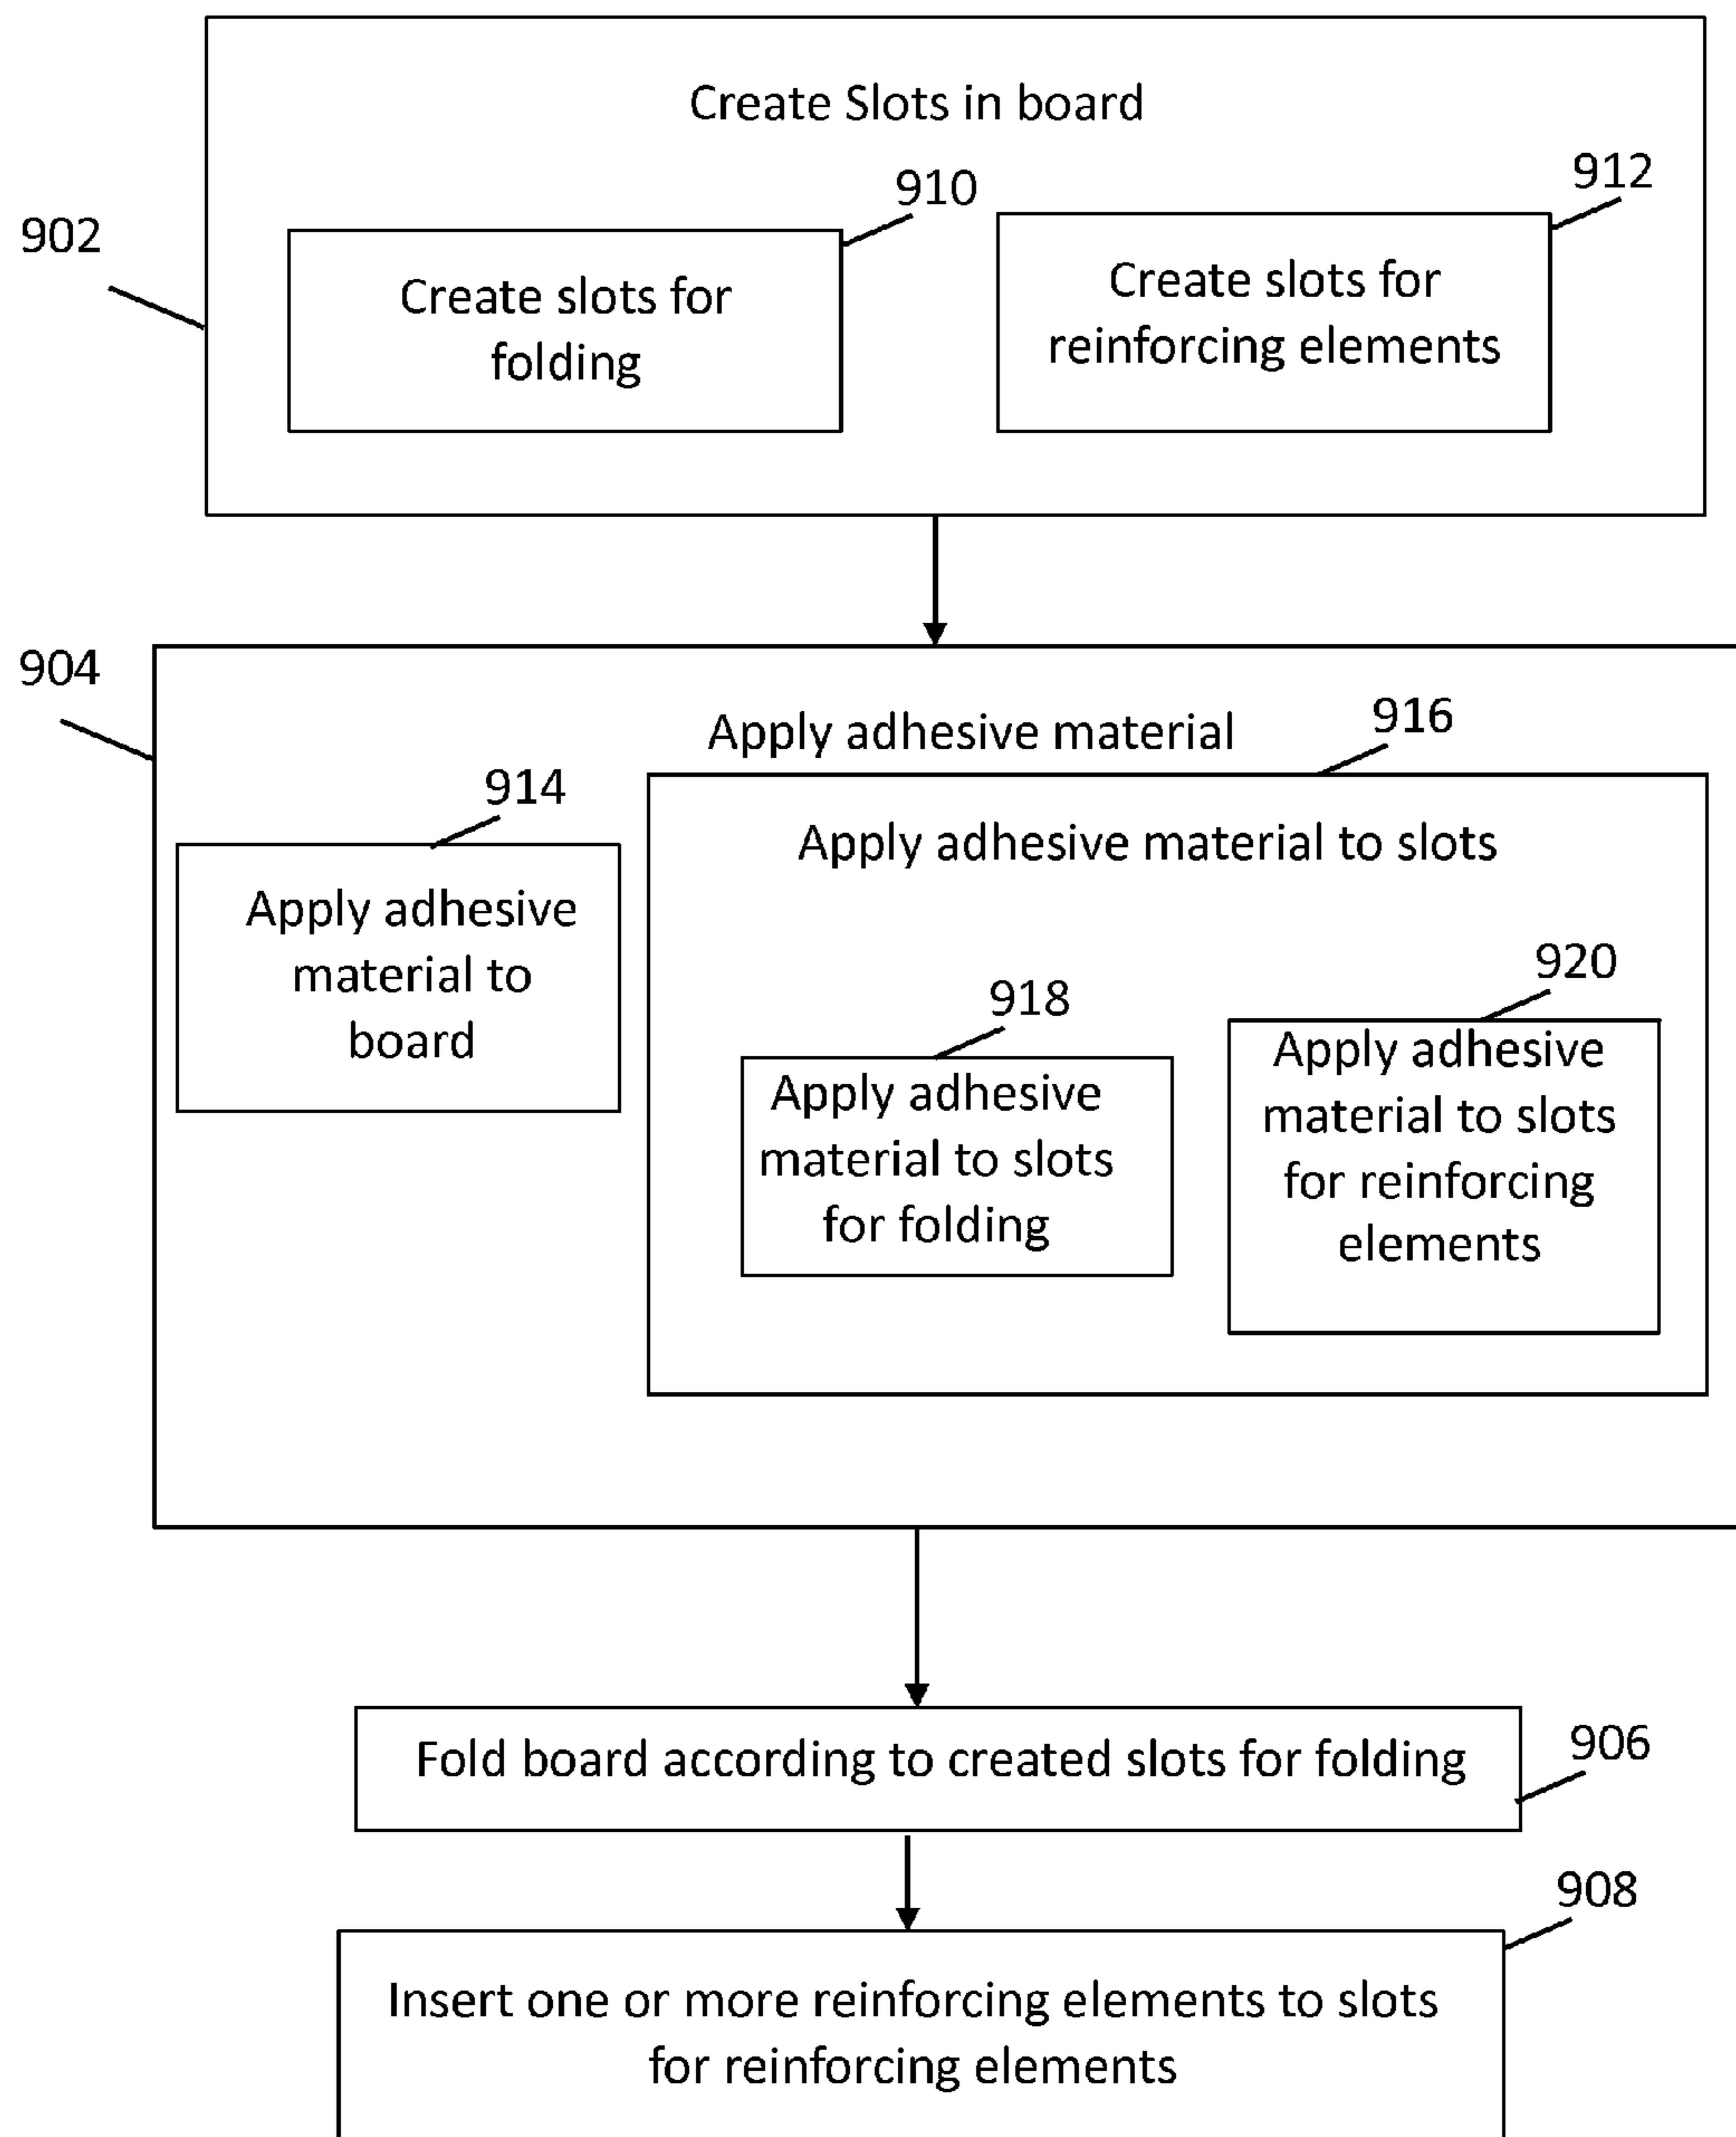 Create Slots in board
902
910
912
Create slots for
folding
Create slots for
reinforcing elements
904
Apply adhesive material
916
914
Apply adhesive
material to
board
Apply adhesive material to slots
918
920
Apply adhesive
material to slots
for folding
Apply adhesive
material to slots
for reinforcing
elements
Fold board according to created slots for folding
906
908
Insert one or more reinforcing elements to slots
for reinforcing elements